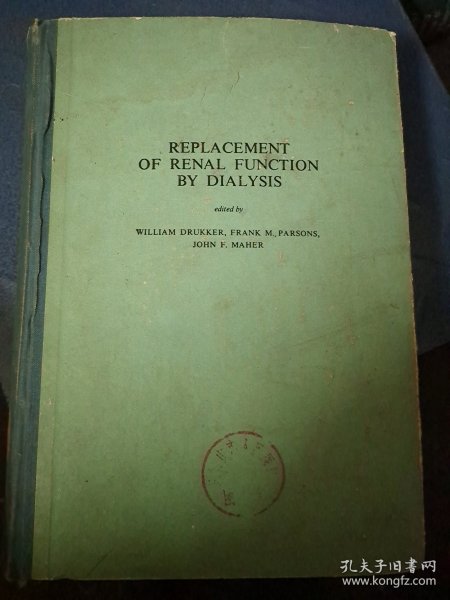 REPLACEMENT
OF RENAL FUNCTION
BY DIALYSIS
edited by
WILLIAM DRUKKER, FRANK M. PARSONS,
JOHN F. MAHER
孔夫子旧书网
www.kongfz.com